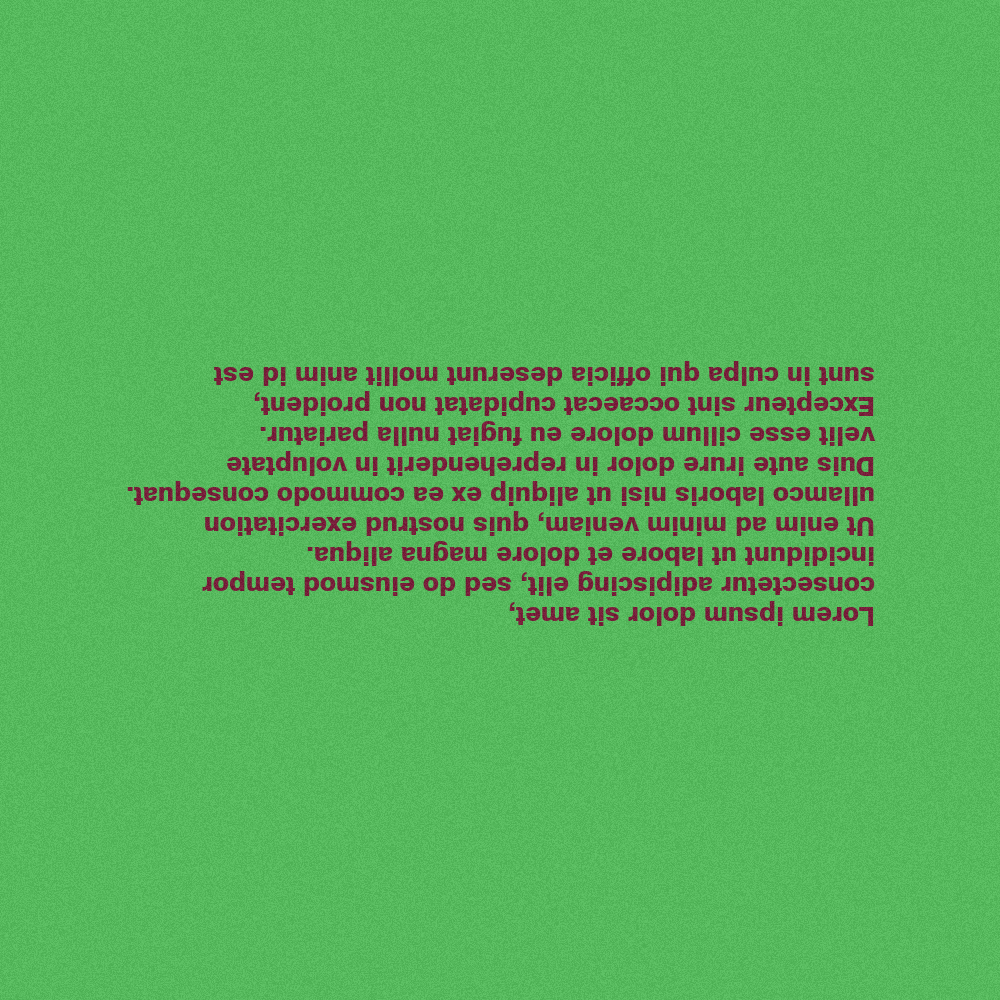 Lorem ipsum dolor sit amet,
consectetur adipiscing elit, sed do eiusmod tempor
incididunt ut labore et dolore magna aliqua.
Ut enim ad minim veniam, quis nostrud exercitation
ullamco laboris nisi ut aliquip ex ea commodo consequat.
Duis aute irure dolor in reprehenderit in voluptate
velit esse cillum dolore eu fugiat nulla pariatur.
Excepteur sint occaecat cupidatat non proident,
sunt in culpa qui officia deserunt mollit anim id est